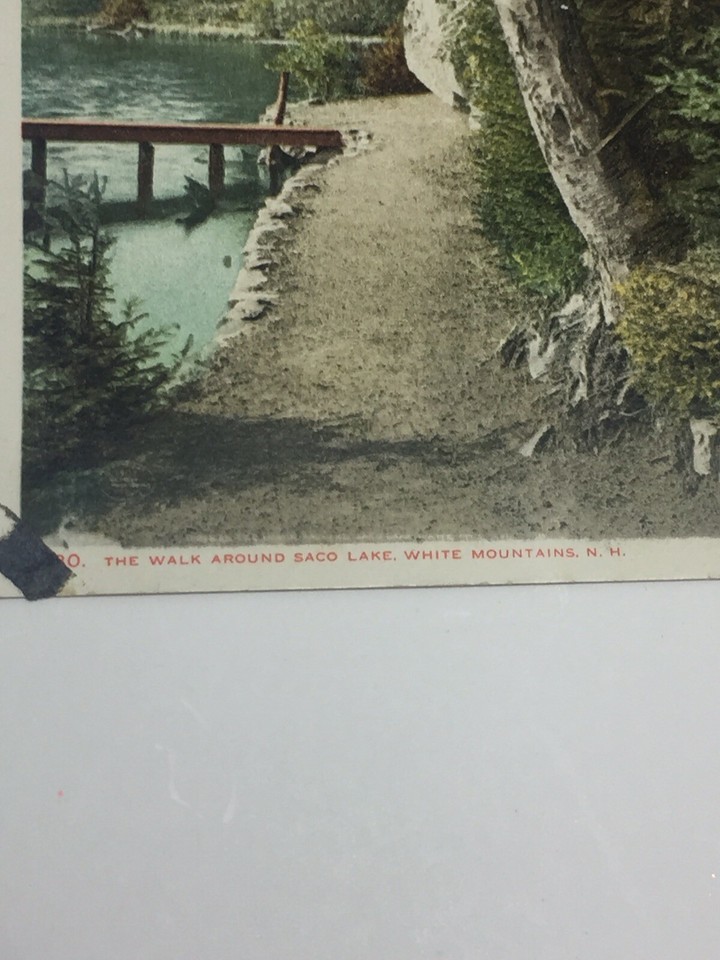 THE WALK AROUND SACO LAKE, WHITE MOUNTAINS, N. H.